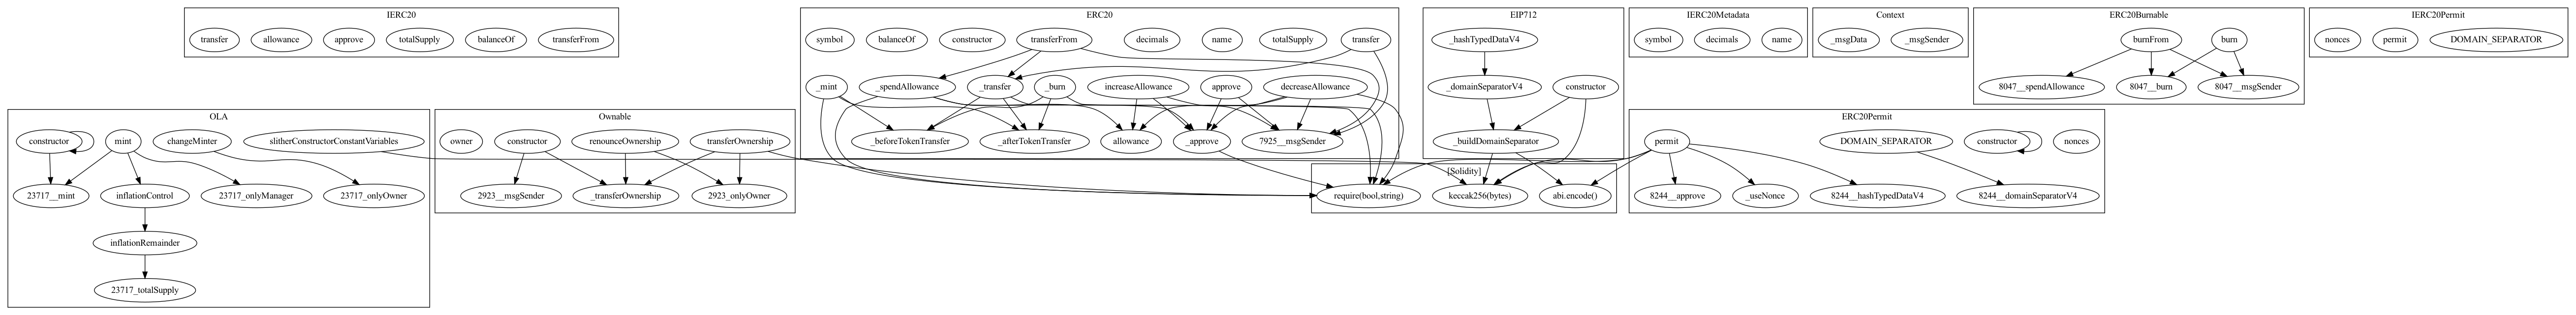 IERC20
transfer
allowance
approve
totalSupply
balanceOf
transferFrom
ERC20
symbol
balanceOf
constructor
transferFrom
decimals
name
totalSupply
transfer
_mint
_spendAllowance
_transfer
_burn
increaseAllowance
approve
decreaseAllowance
_beforeTokenTransfer
_afterTokenTransfer
allowance
_approve
7925__msgSender
EIP712
_hashTypedDataV4
_domainSeparatorV4
constructor
_buildDomainSeparator
IERC20Metadata
symbol
decimals
name
Context
_msgData
_msgSender
ERC20Burnable
burnFrom
burn
8047__spendAllowance
8047__burn
8047__msgSender
IERC20Permit
nonces
permit
DOMAIN_SEPARATOR
OLA
constructor
mint
changeMinter
slitherConstructorConstantVariables
23717__mint
inflationControl
23717_onlyManager
23717_onlyOwner
inflationRemainder
23717_totalSupply
Ownable
owner
constructor
renounceOwnership
transferOwnership
2923__msgSender
_transferOwnership
2923_onlyOwner
[Solidity]
require(bool,string)
keccak256(bytes)
abi.encode()
ERC20Permit
permit
DOMAIN_SEPARATOR
constructor
nonces
8244__approve
_useNonce
8244__hashTypedDataV4
8244__domainSeparatorV4